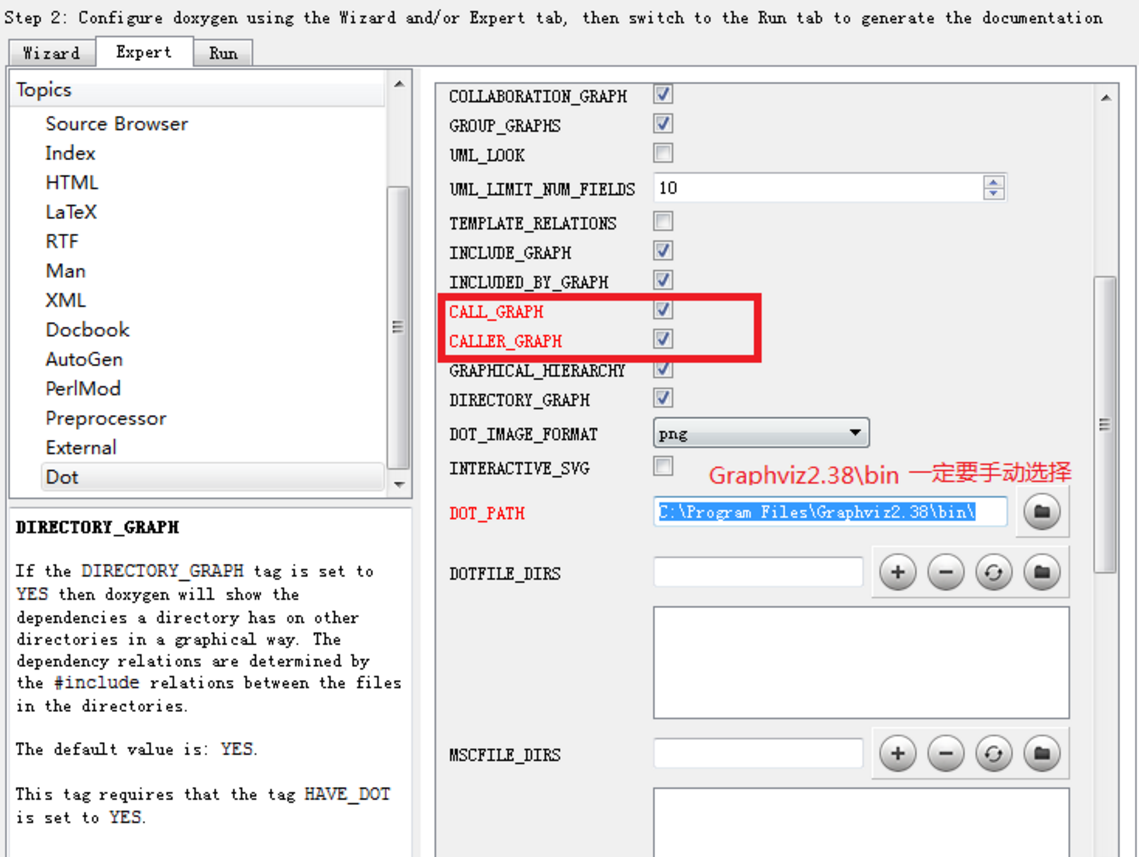 Step 2: Configure doxygen using the Wizard and/or Expert tab, then switch to the Run tab to generate the documentation
Wizard Expert Run
Topics
Source Browser
Index
HTML
LaTeX
RTF
Man
XML
Docbook
AutoGen
PerlMod
Preprocessor
External
Dot
DIRECTORY_GRAPH
If the DIRECTORY_GRAPH tag is set to
YES then doxygen will show the
dependencies a directory has on other
directories in a graphical way. The
dependency relations are determined by
the #include relations between the files
in the directories.
The default value is: YES.
This tag requires that the tag HAVE_DOT
is set to YES.
COLLABORATION_GRAPH
GROUP_GRAPHS
UML_LOOK
UML_LIMIT_NUM_FIELDS 10
TEMPLATE_RELATIONS
INCLUDE_GRAPH
INCLUDED_BY_GRAPH
CALL_GRAPH
CALLER_GRAPH
GRAPHICAL_HIERARCHY
DIRECTORY_GRAPH
DOT_IMAGE_FORMAT png
INTERACTIVE_SVG
Graphviz2.38\bin 一定要手动选择
DOT_PATH C:\Program Files\Graphviz2.38\bin\
DOTFILE_DIRS
MSCFILE_DIRS